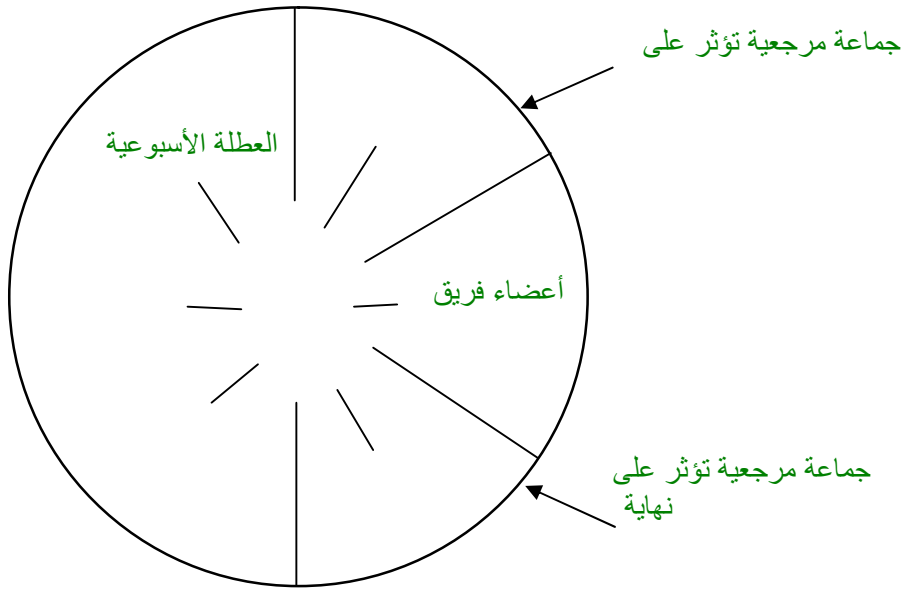 جماعة مرجعية تؤثر على
العطلة الأسبوعية
أعضاء فريق
جماعة مرجعية تؤثر على
نهاية